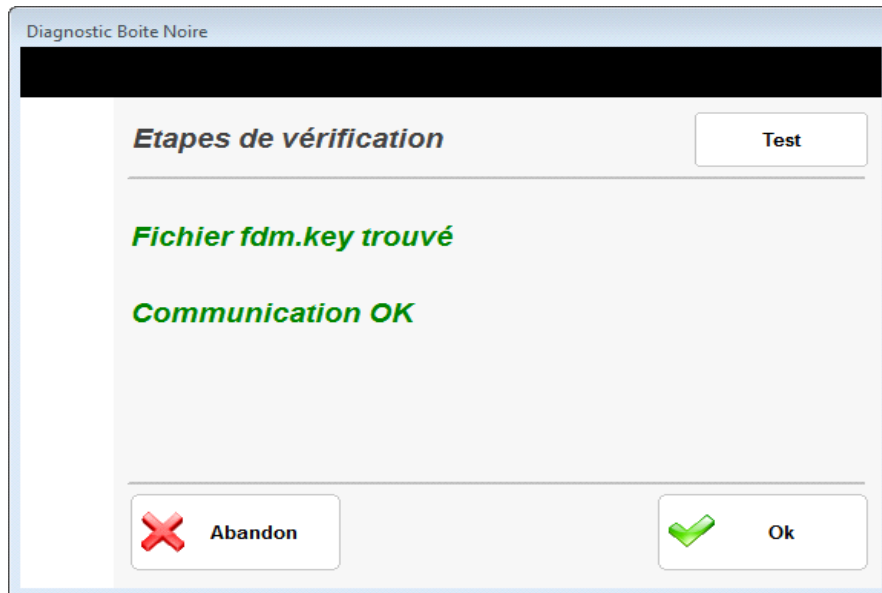 Diagnostic Boite Noire
Etapes de vérification
Test
Fichier fdm.key trouvé
Communication OK
Abandon
Ok